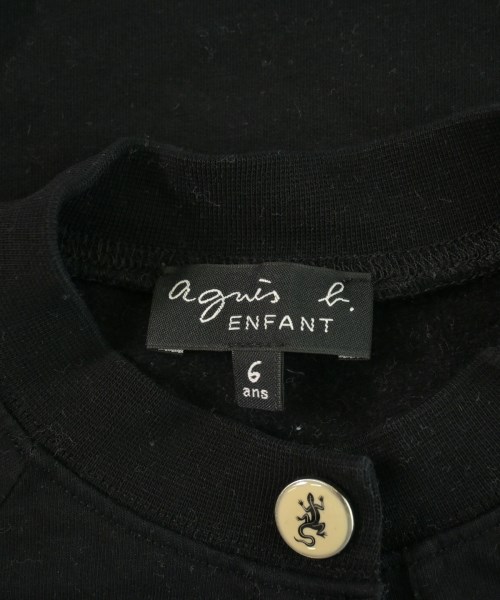 agnès b.
ENFANT
6
ans